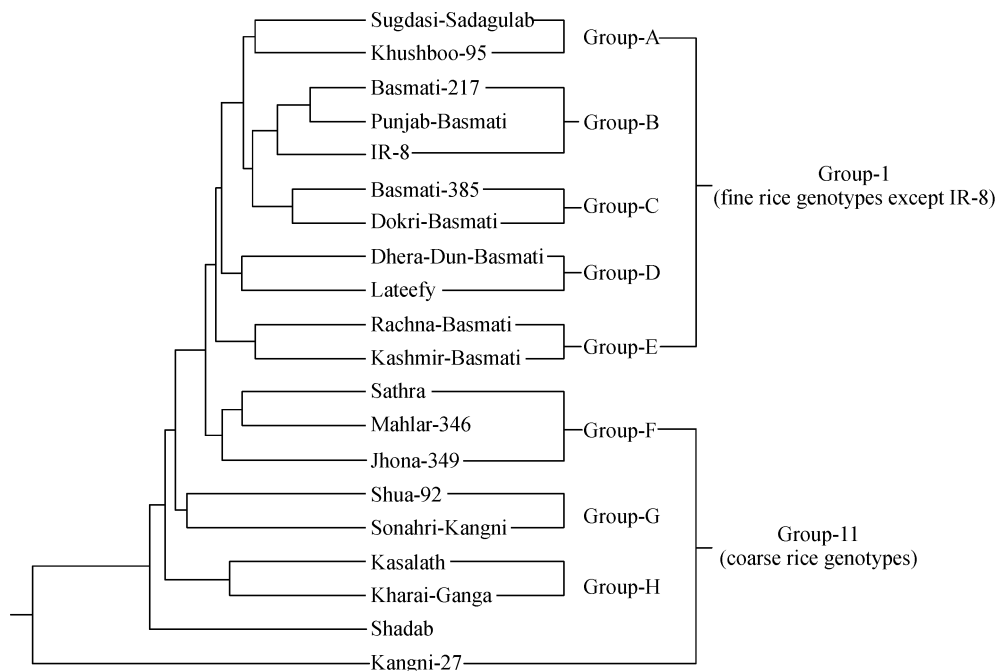 Sugdasi-Sadagulab
Khushboo-95
Basmati-217
Punjab-Basmati
IR-8
Basmati-385
Dokri-Basmati
Dhera-Dun-Basmati
Lateefy
Rachna-Basmati
Kashmir-Basmati
Sathra
Mahlar-346
Jhona-349
Shua-92
Sonahri-Kangni
Kasalath
Kharai-Ganga
Shadab
Kangni-27
Group-A
Group-B
Group-C
Group-D
Group-E
Group-F
Group-G
Group-H
Group-1
(fine rice genotypes except IR-8)
Group-11
(coarse rice genotypes)